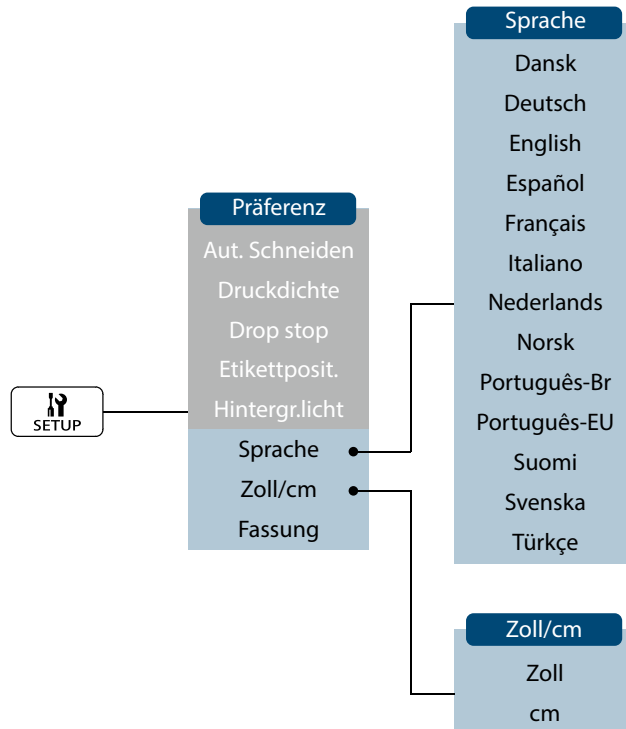 SETUP
Präferenz
Aut. Schneiden
Druckdichte
Drop stop
Etikettposit.
Hintergr.licht
Sprache
Zoll/cm
Fassung
Sprache
Dansk
Deutsch
English
Español
Français
Italiano
Nederlands
Norsk
Português-Br
Português-EU
Suomi
Svenska
Türkçe
Zoll/cm
Zoll
cm